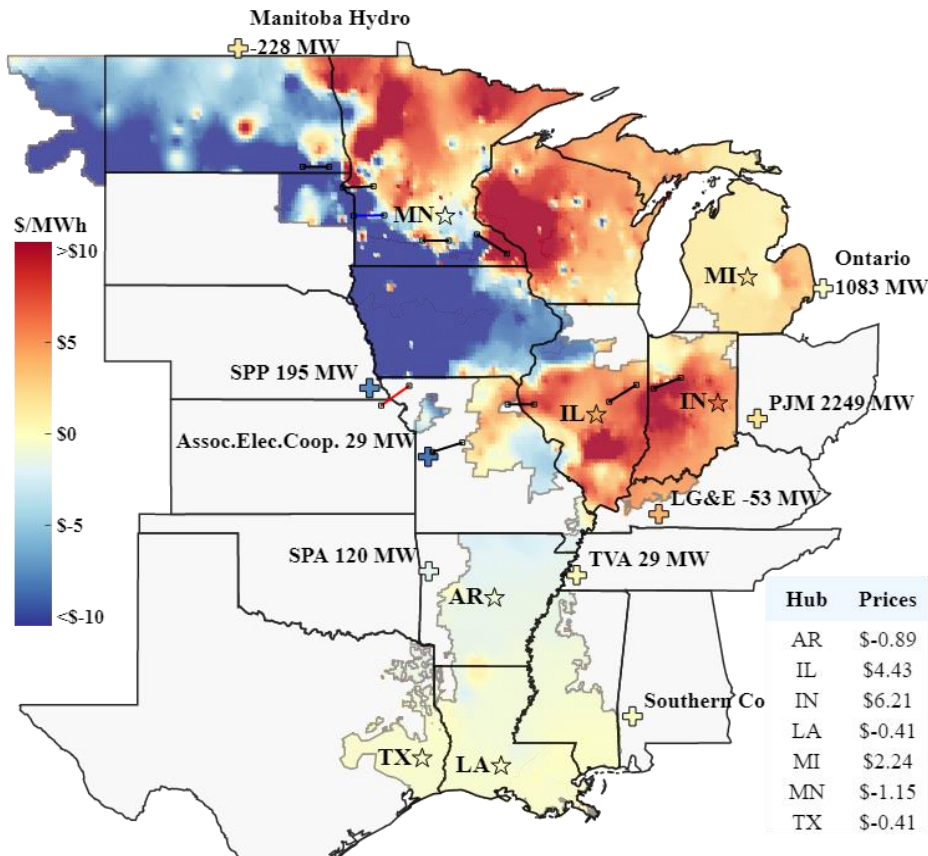 Manitoba Hydro
-228 MW
$/MWh
>$10
$5
$0
$-5
<$-10
MN
MI
Ontario
1083 MW
SPP 195 MW
IL
IN
PJM 2249 MW
Assoc.Elec.Coop. 29 MW
LG&E -53 MW
SPA 120 MW
TVA 29 MW
AR
Southern Co
TX
LA
Hub Prices
AR $-0.89
IL $4.43
IN $6.21
LA $-0.41
MI $2.24
MN $-1.15
TX $-0.41